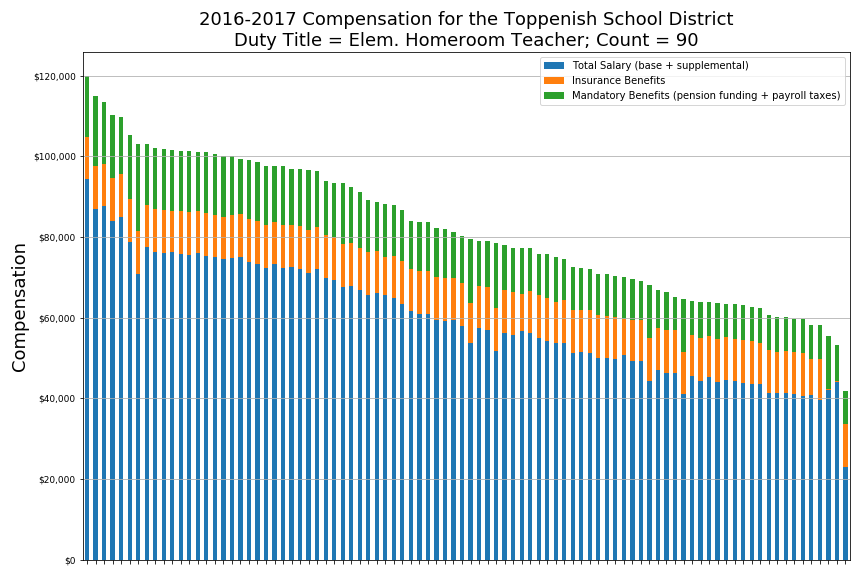 2016-2017 Compensation for the Toppenish School District
Duty Title = Elem. Homeroom Teacher; Count = 90
Total Salary (base + supplemental)
Insurance Benefits
Mandatory Benefits (pension funding + payroll taxes)
Compensation
$120,000
$100,000
$80,000
$60,000
$40,000
$20,000
$0